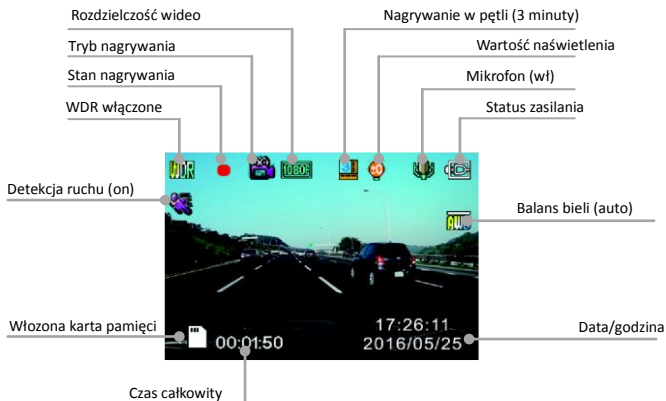 Rozdzielczość wideo
Nagrywanie w pętli (3 minuty)
Tryb nagrywania
Wartość naświetlenia
Stan nagrywania
Mikrofon (wł)
WDR włączone
Status zasilania
WDR
1080P
3
Detekcja ruchu (on)
Balans bieli (auto)
Włozona karta pamięci
00:01:50
17:26:11
2016/05/25
Data/godzina
Czas całkowity